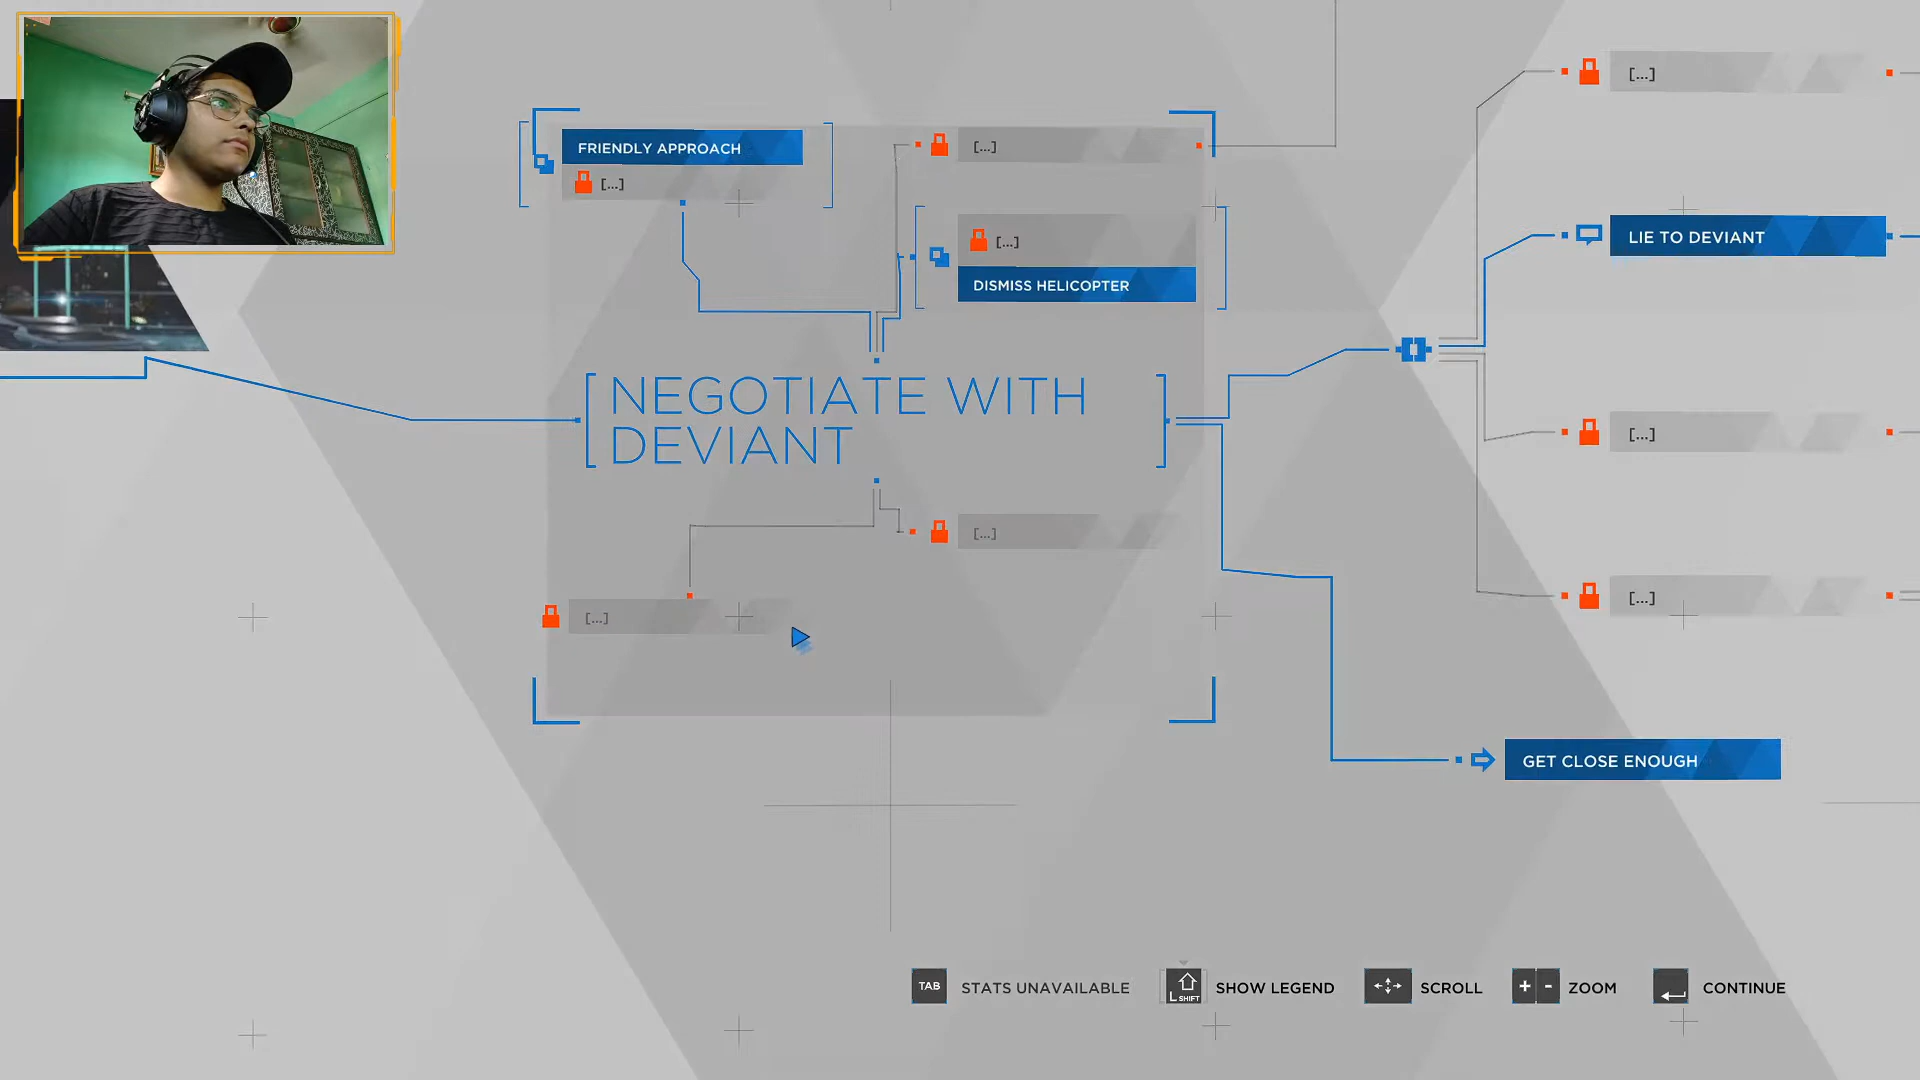 [...]
FRIENDLY APPROACH
[...]
[...]
[...]
DISMISS HELICOPTER
LIE TO DEVIANT
NEGOTIATE WITH
DEVIANT
[...]
[...]
[...]
[...]
GET CLOSE ENOUGH
TAB STATS UNAVAILABLE
L SHIFT SHOW LEGEND
SCROLL
+ - ZOOM
CONTINUE